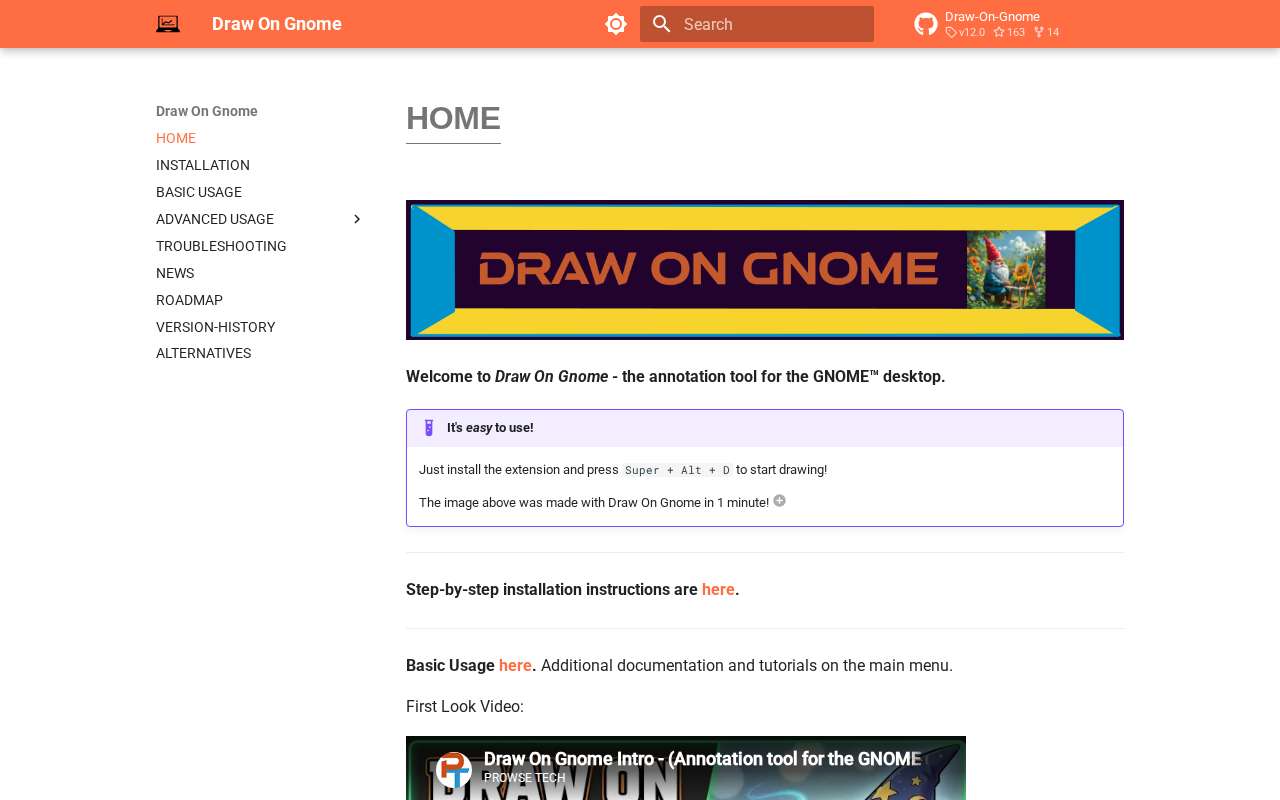 Draw On Gnome
Search
Draw-On-Gnome
v12.0 163 14
Draw On Gnome
HOME
INSTALLATION
BASIC USAGE
ADVANCED USAGE
TROUBLESHOOTING
NEWS
ROADMAP
VERSION-HISTORY
ALTERNATIVES
HOME
DRAW ON GNOME
Welcome to Draw On Gnome - the annotation tool for the GNOME™ desktop.
It's easy to use!
Just install the extension and press Super + Alt + D to start drawing!
The image above was made with Draw On Gnome in 1 minute!
Step-by-step installation instructions are here.
Basic Usage here. Additional documentation and tutorials on the main menu.
First Look Video:
Draw On Gnome Intro - (Annotation tool for the GNOME
PROWSE TECH
DRAW ON